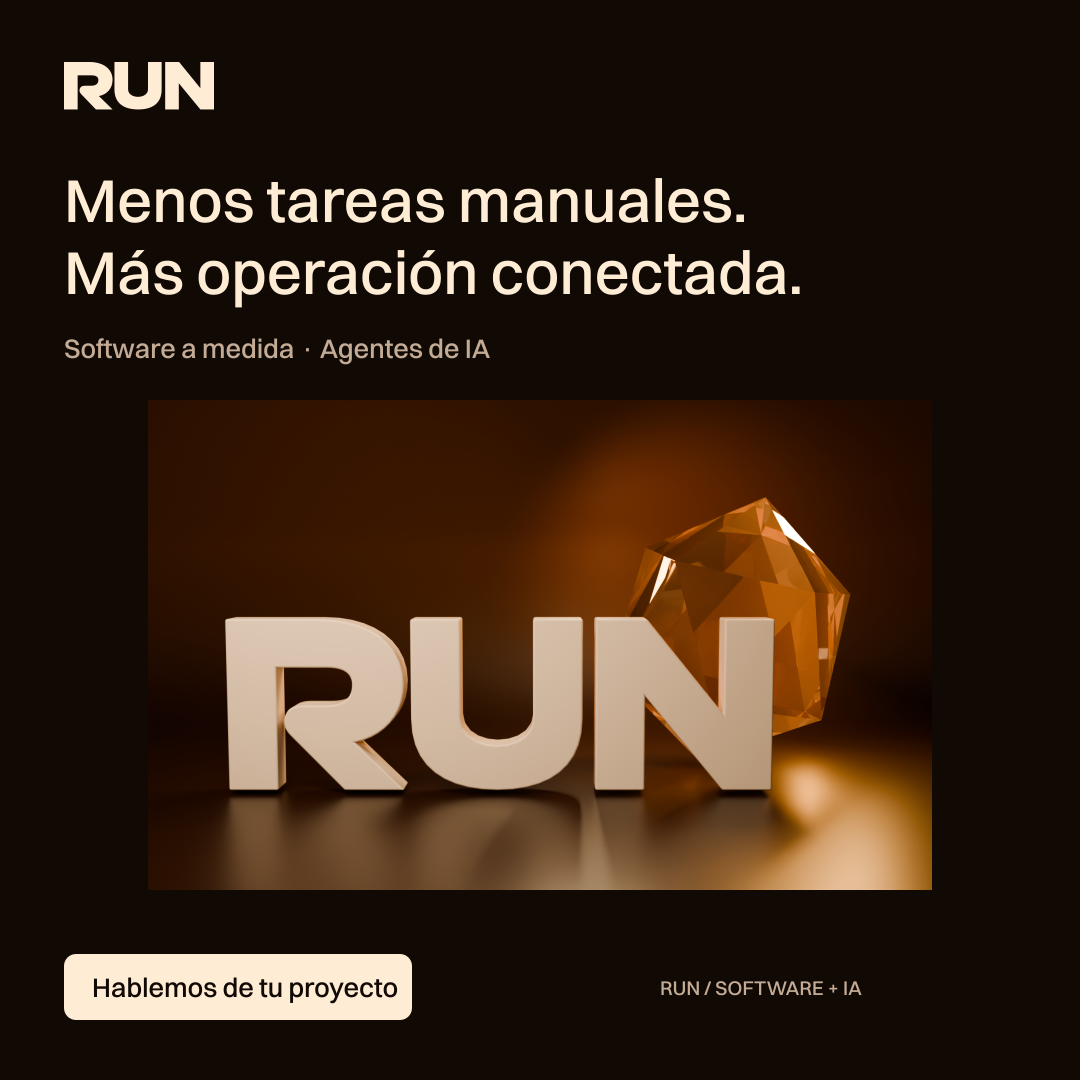 RUN
Menos tareas manuales.
Más operación conectada.
Software a medida · Agentes de IA
RUN
Hablemos de tu proyecto
RUN / SOFTWARE + IA